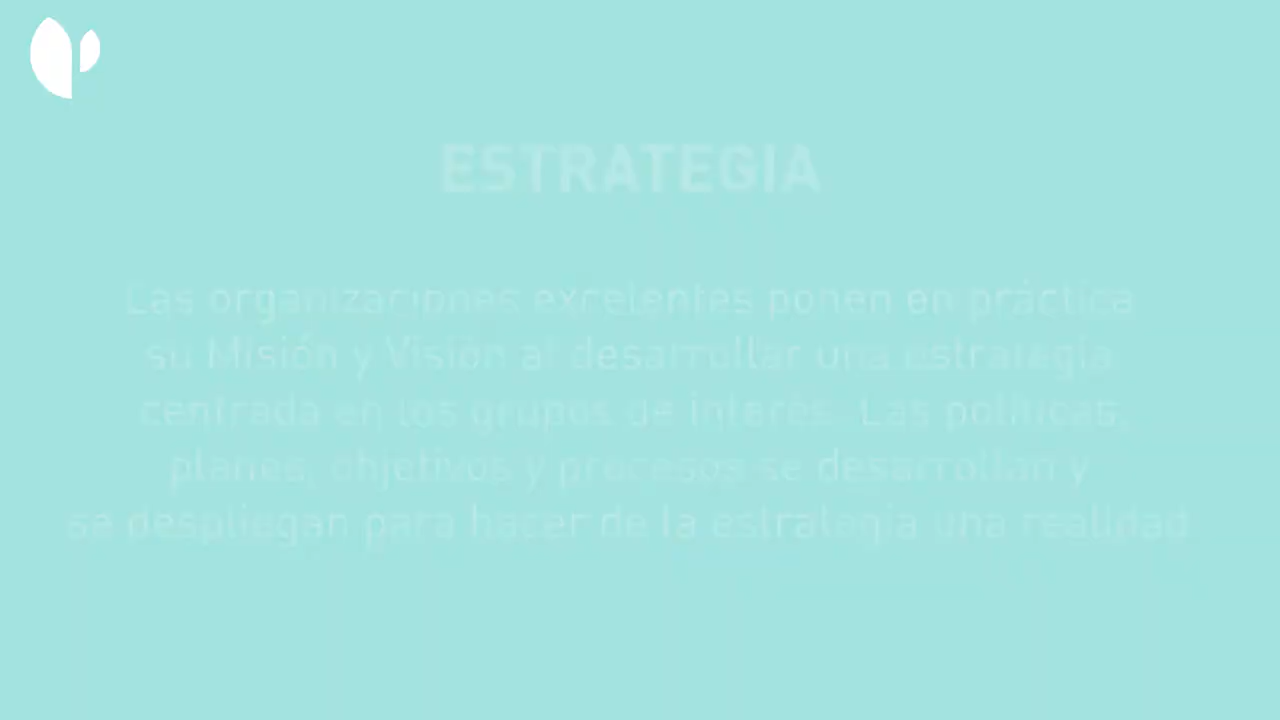 ESTRATEGIA
Las organizaciones excelentes ponen en práctica
su Misión y Visión al desarrollar una estrategia
centrada en los grupos de interés. Las políticas,
planes, objetivos y procesos se desarrollan y
se despliegan para hacer de la estrategia una realidad